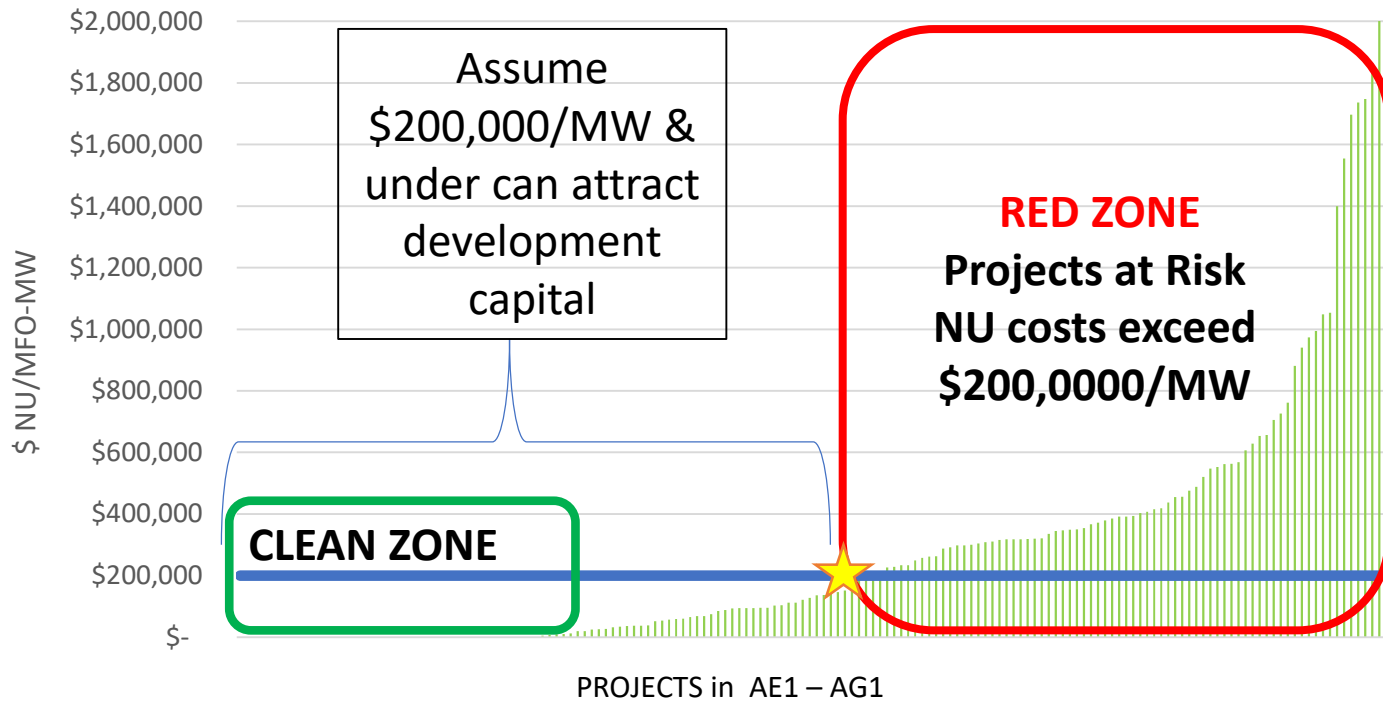 $2,000,000
$1,800,000
$1,600,000
$1,400,000
$1,200,000
$1,000,000
$800,000
$600,000
$400,000
$200,000
$-
$ NU/MFO-MW
Assume
$200,000/MW &
under can attract
development
capital
RED ZONE
Projects at Risk
NU costs exceed
$200,0000/MW
CLEAN ZONE
PROJECTS in AE1 – AG1